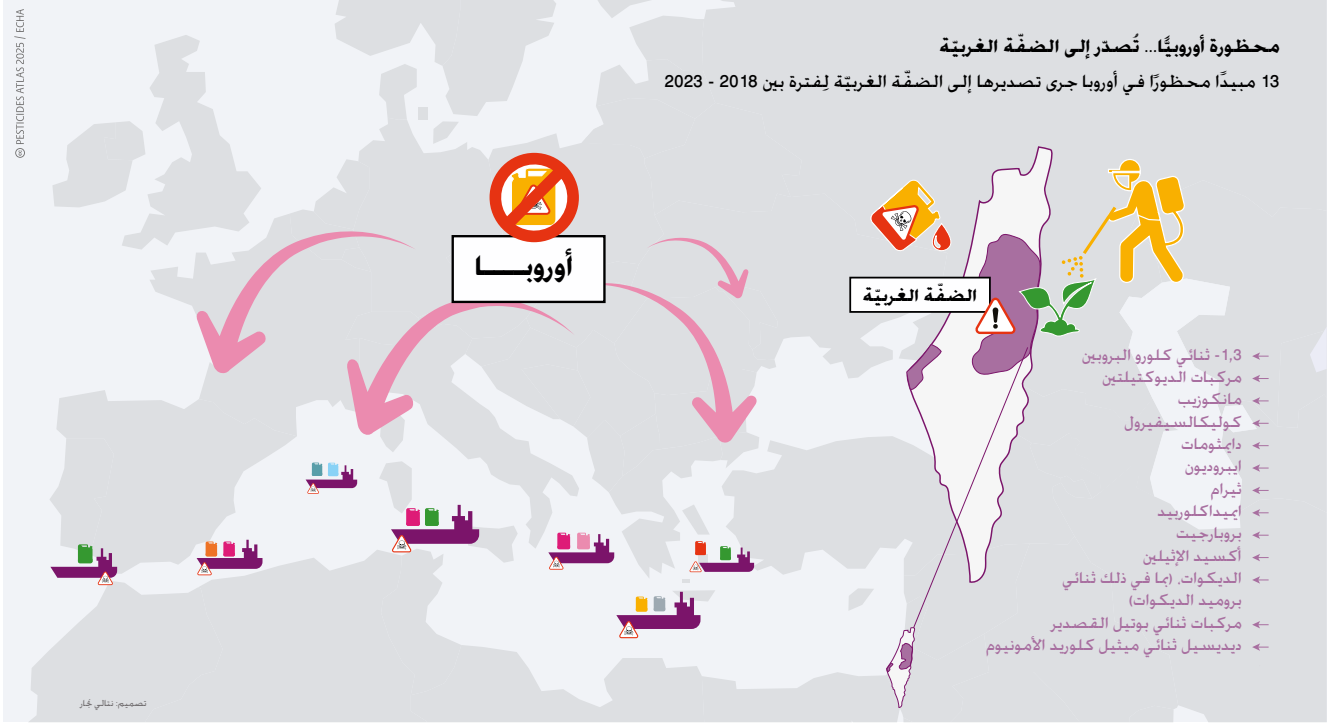 محظورة أوروبيًّا... تُصدّر إلى الضفّة الغربيّة
13 مبيدًا محظورًا في أوروبا جرى تصديرها إلى الضفّة الغربيّة لِفترة بين 2018 - 2023
© PESTICIDES ATLAS 2025 / ECHA
أوروبـــا
الضفّة الغربيّة
!
← 1,3- ثنائي كلورو البروبين
← مركبات الديوكتيلتين
← مانكوزيب
← كوليكالسيفيرول
← دايمثومات
← ايبروديون
← ثيرام
← ايميداكلوربيد
← بروبارجيت
← أكسيد الإثيلين
← الديكوات. (بما في ذلك ثنائي
بروميد الديكوات)
← مركبات ثنائي بوتيل القصدير
← ديديسيل ثنائي ميثيل كلوريد الأمونيوم
تصميم: نتالي نجار